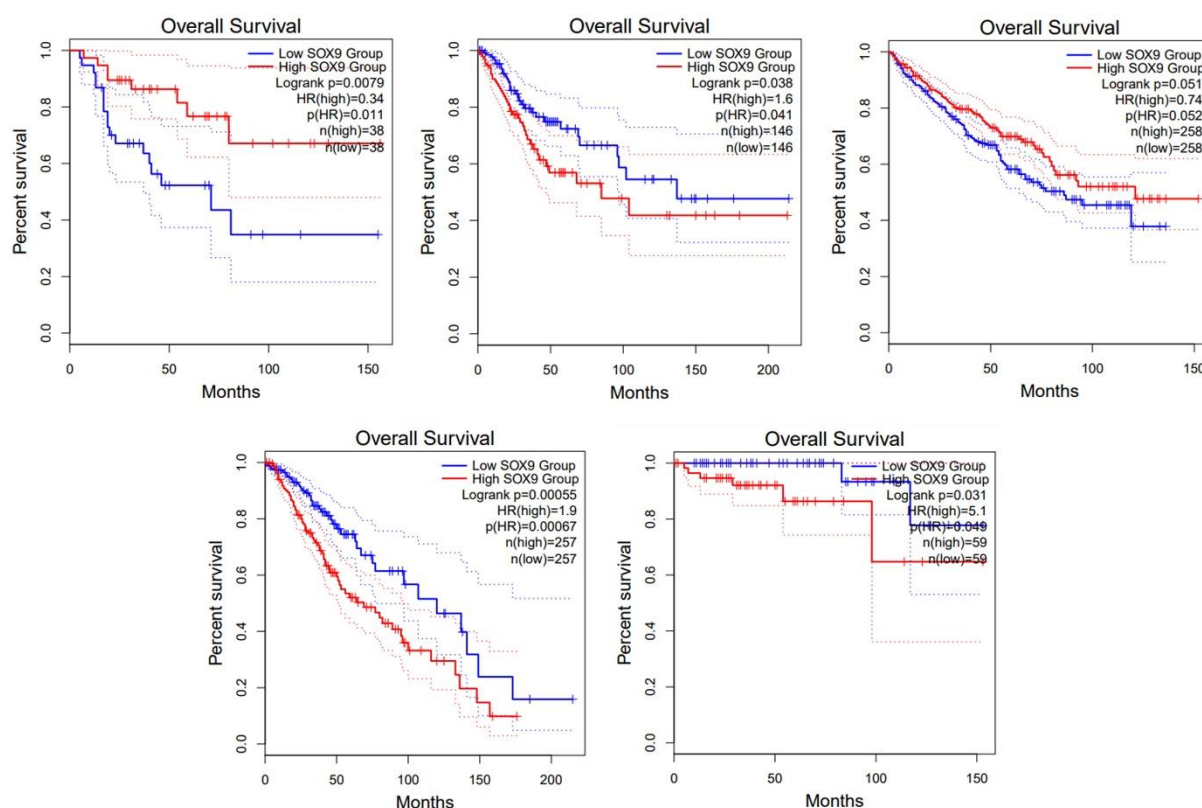 Overall Survival
Low SOX9 Group
High SOX9 Group
Logrank p=0.0079
HR(high)=0.34
p(HR)=0.011
n(high)=38
n(low)=38
Percent survival
0.0
0.2
0.4
0.6
0.8
1.0
0
50
100
150
Months
Overall Survival
Low SOX9 Group
High SOX9 Group
Logrank p=0.038
HR(high)=1.6
p(HR)=0.041
n(high)=146
n(low)=146
Percent survival
0.0
0.2
0.4
0.6
0.8
1.0
0
50
100
150
200
Months
Overall Survival
Low SOX9 Group
High SOX9 Group
Logrank p=0.051
HR(high)=0.74
p(HR)=0.052
n(high)=258
n(low)=258
Percent survival
0.0
0.2
0.4
0.6
0.8
1.0
0
50
100
150
Months
Overall Survival
Low SOX9 Group
High SOX9 Group
Logrank p=0.00055
HR(high)=1.9
p(HR)=0.00067
n(high)=257
n(low)=257
Percent survival
0.0
0.2
0.4
0.6
0.8
1.0
0
50
100
150
200
Months
Overall Survival
Low SOX9 Group
High SOX9 Group
Logrank p=0.031
HR(high)=5.1
p(HR)=0.049
n(high)=59
n(low)=59
Percent survival
0.0
0.2
0.4
0.6
0.8
1.0
0
50
100
150
Months